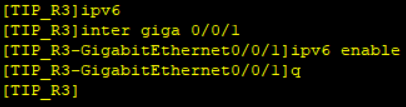 [TIP_R3]ipv6
[TIP_R3]inter giga 0/0/1
[TIP_R3-GigabitEthernet0/0/1]ipv6 enable
[TIP_R3-GigabitEthernet0/0/1]q
[TIP_R3]